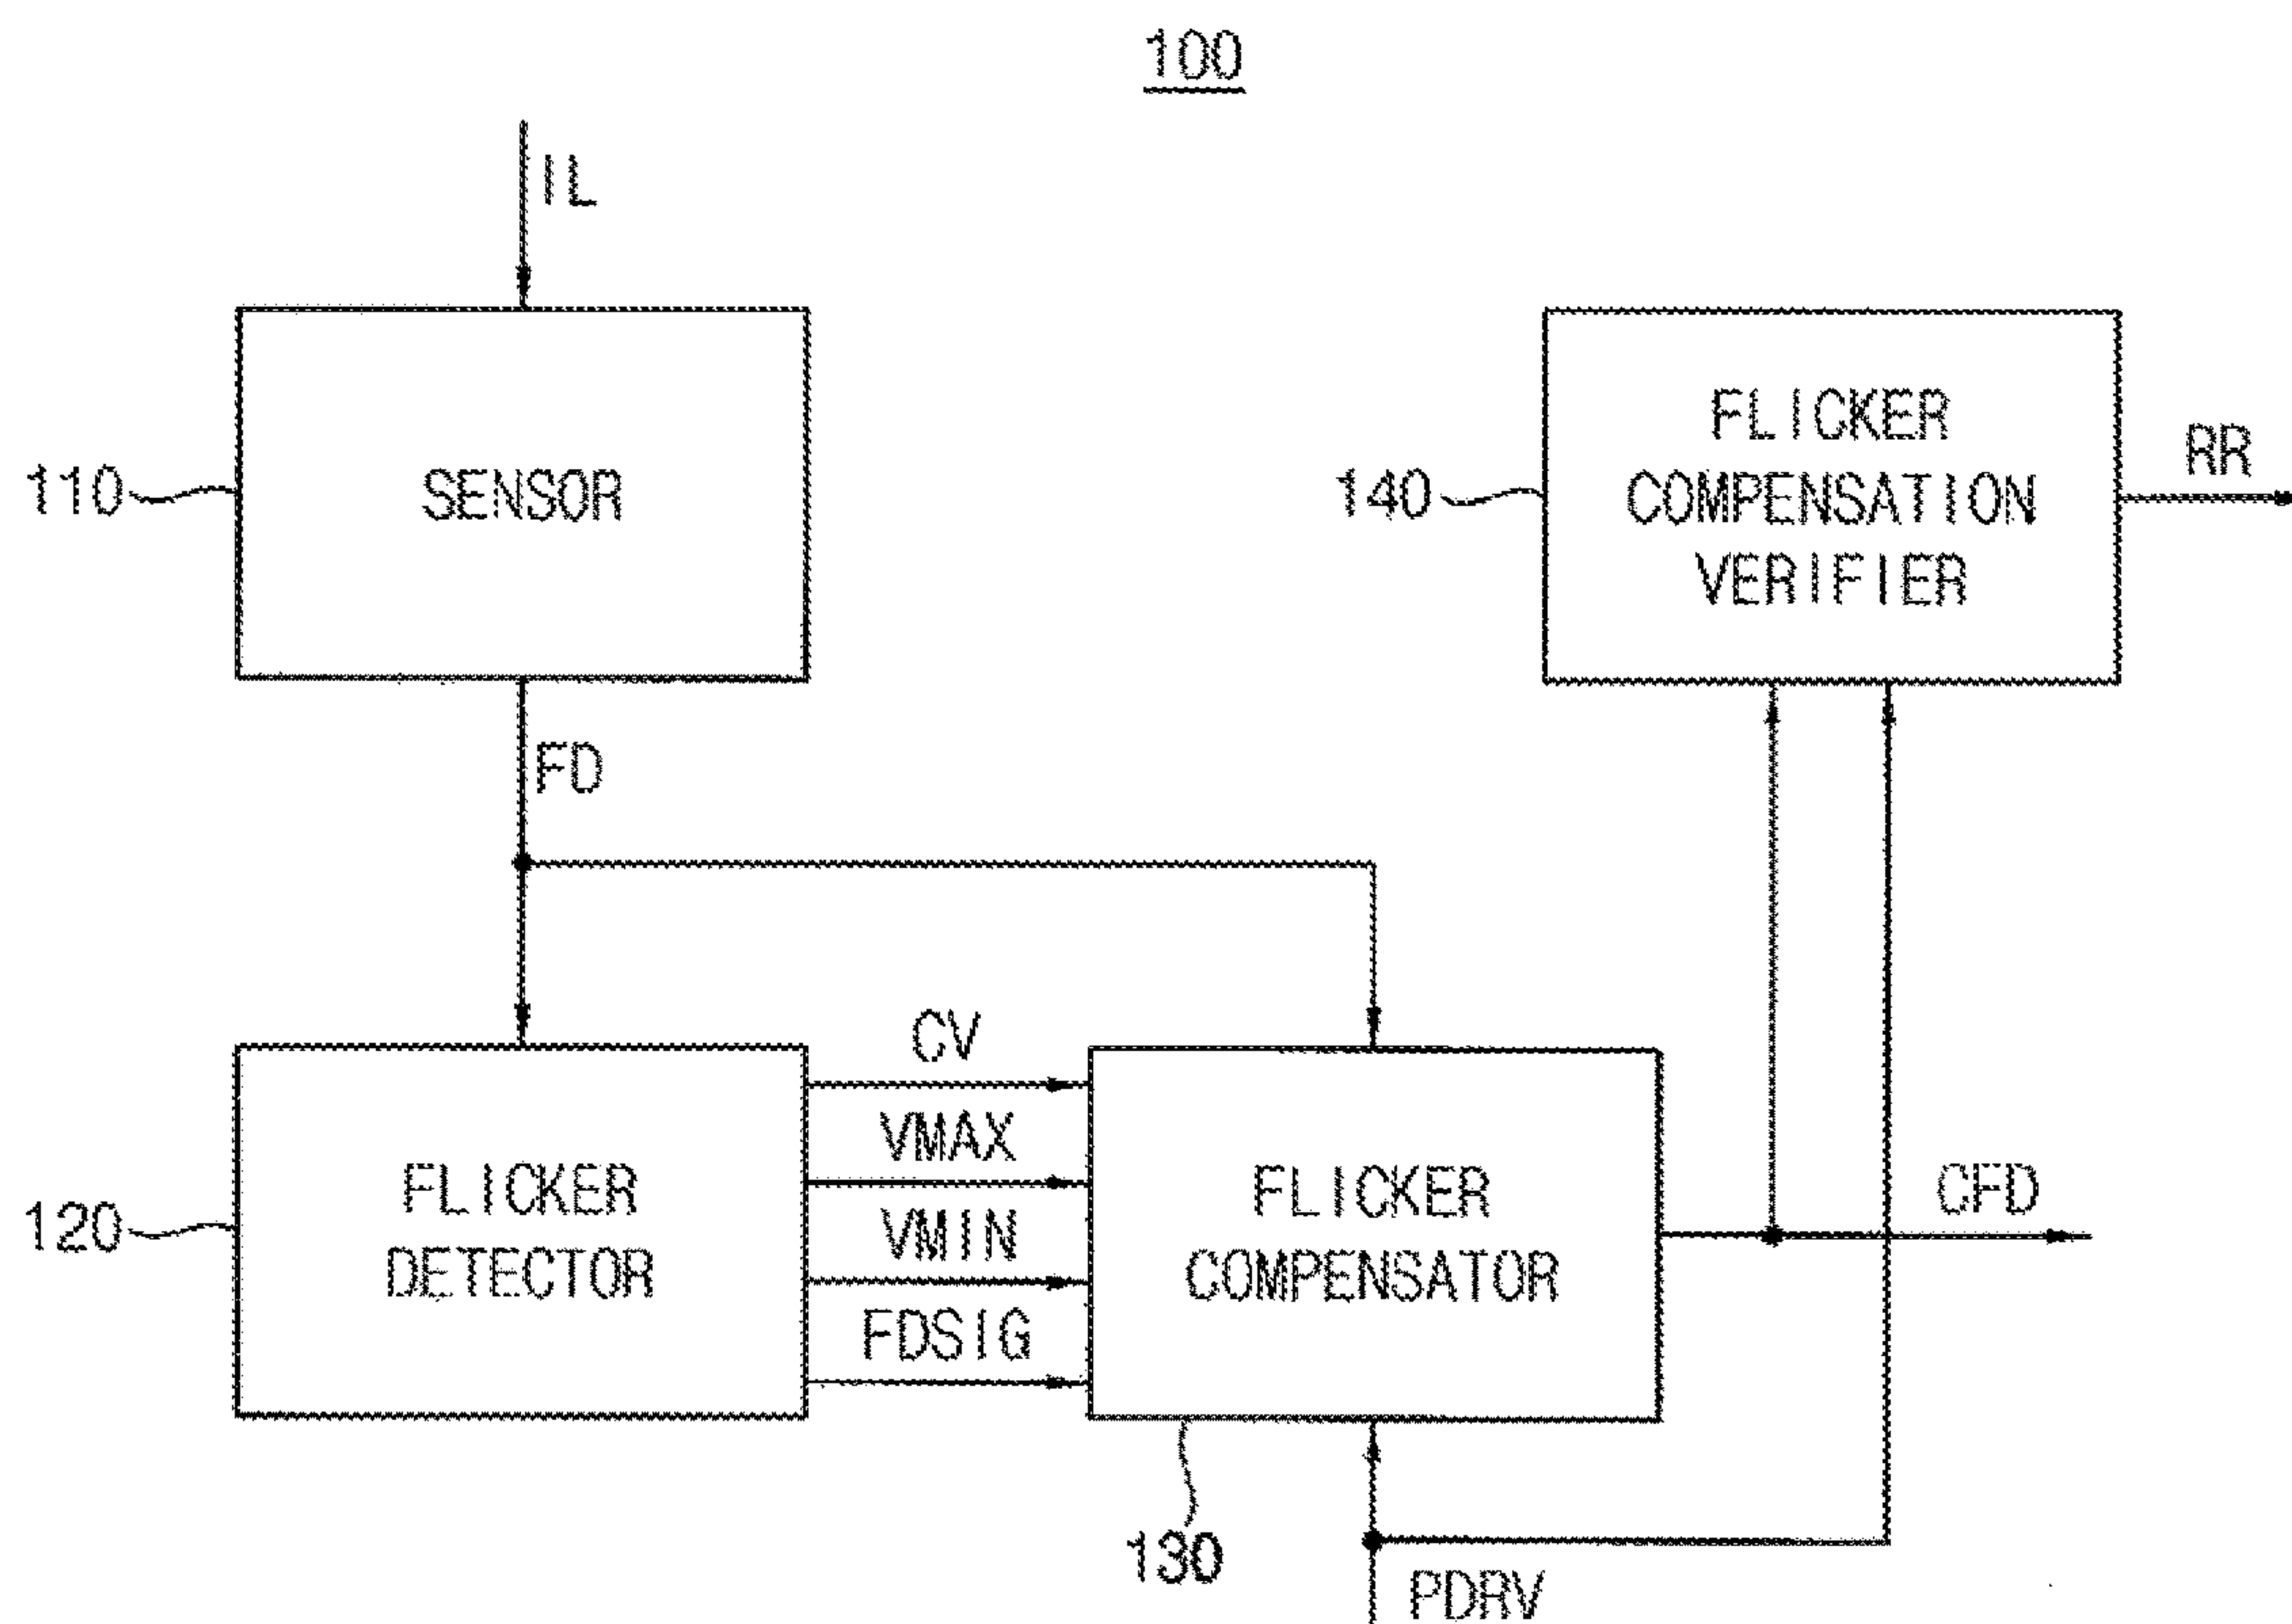 100
IL
110
SENSOR
140
FLICKER
COMPENSATION
VERIFIER
RR
FD
CV
VMAX
VMIN
FDSIG
120
FLICKER
DETECTOR
FLICKER
COMPENSATOR
CFD
130
PDRV